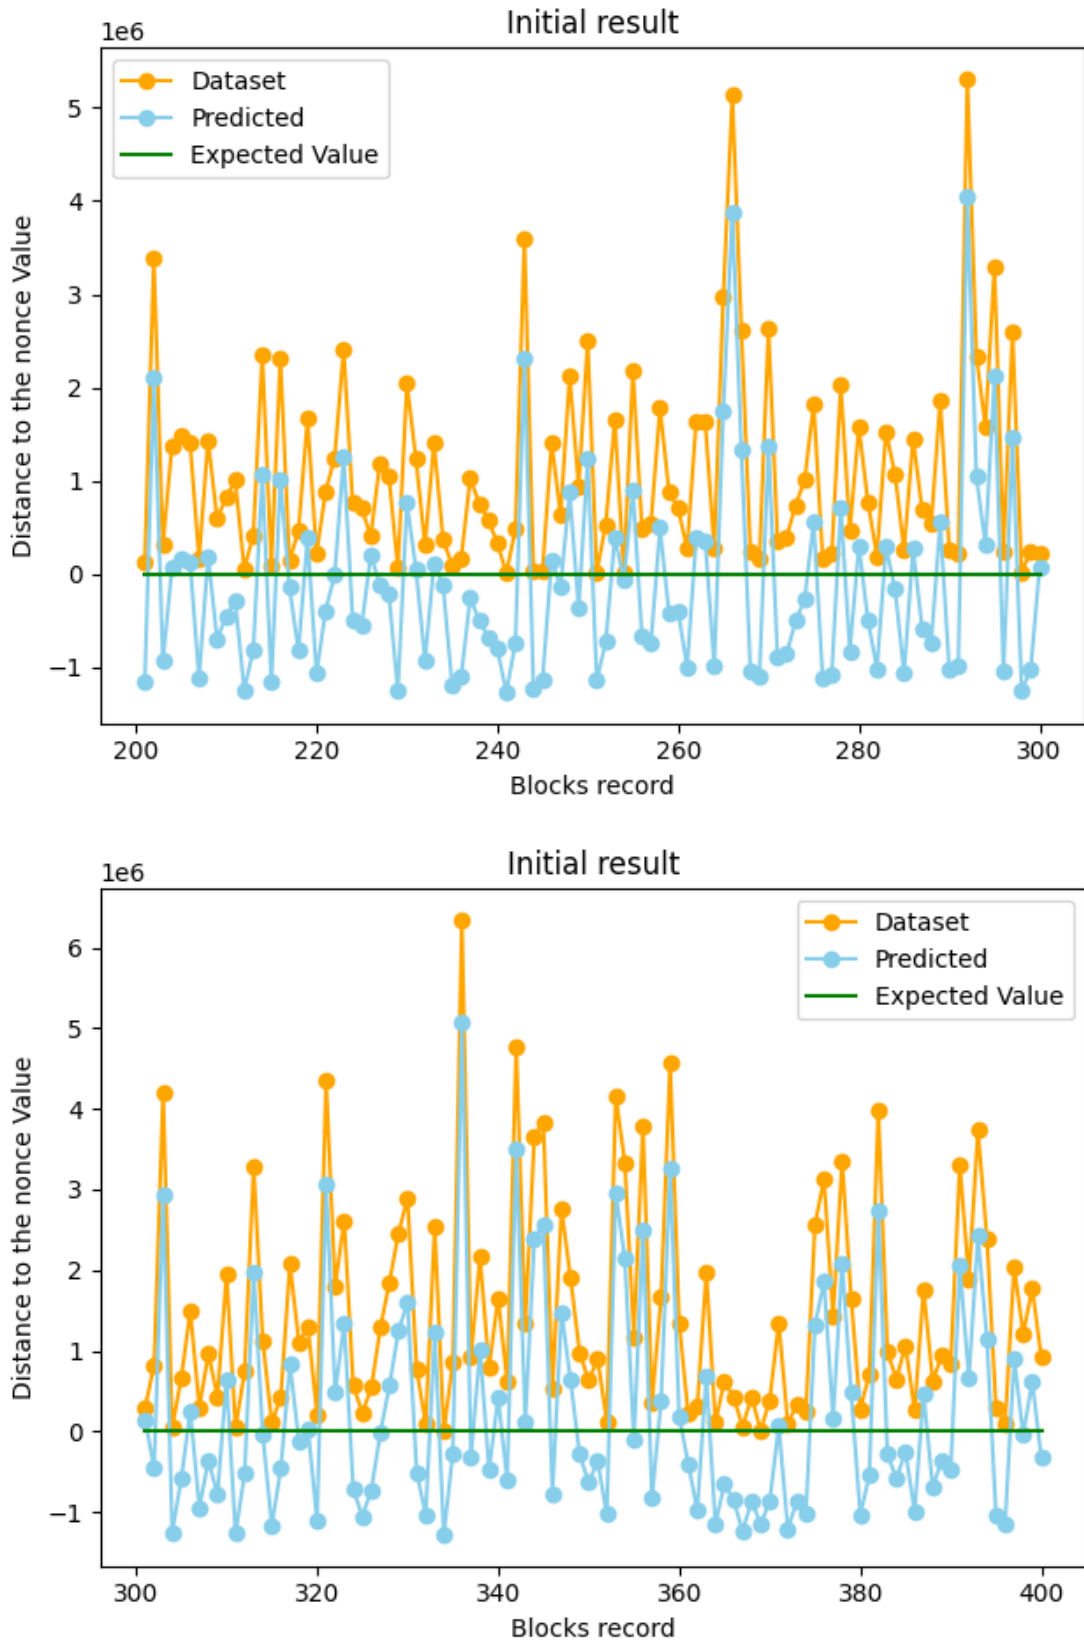 Initial result
1e6
Dataset
Predicted
Expected Value
5
4
3
2
1
0
−1
Distance to the nonce Value
200 220 240 260 280 300
Blocks record
Initial result
1e6
Dataset
Predicted
Expected Value
6
5
4
3
2
1
0
−1
Distance to the nonce Value
300 320 340 360 380 400
Blocks record